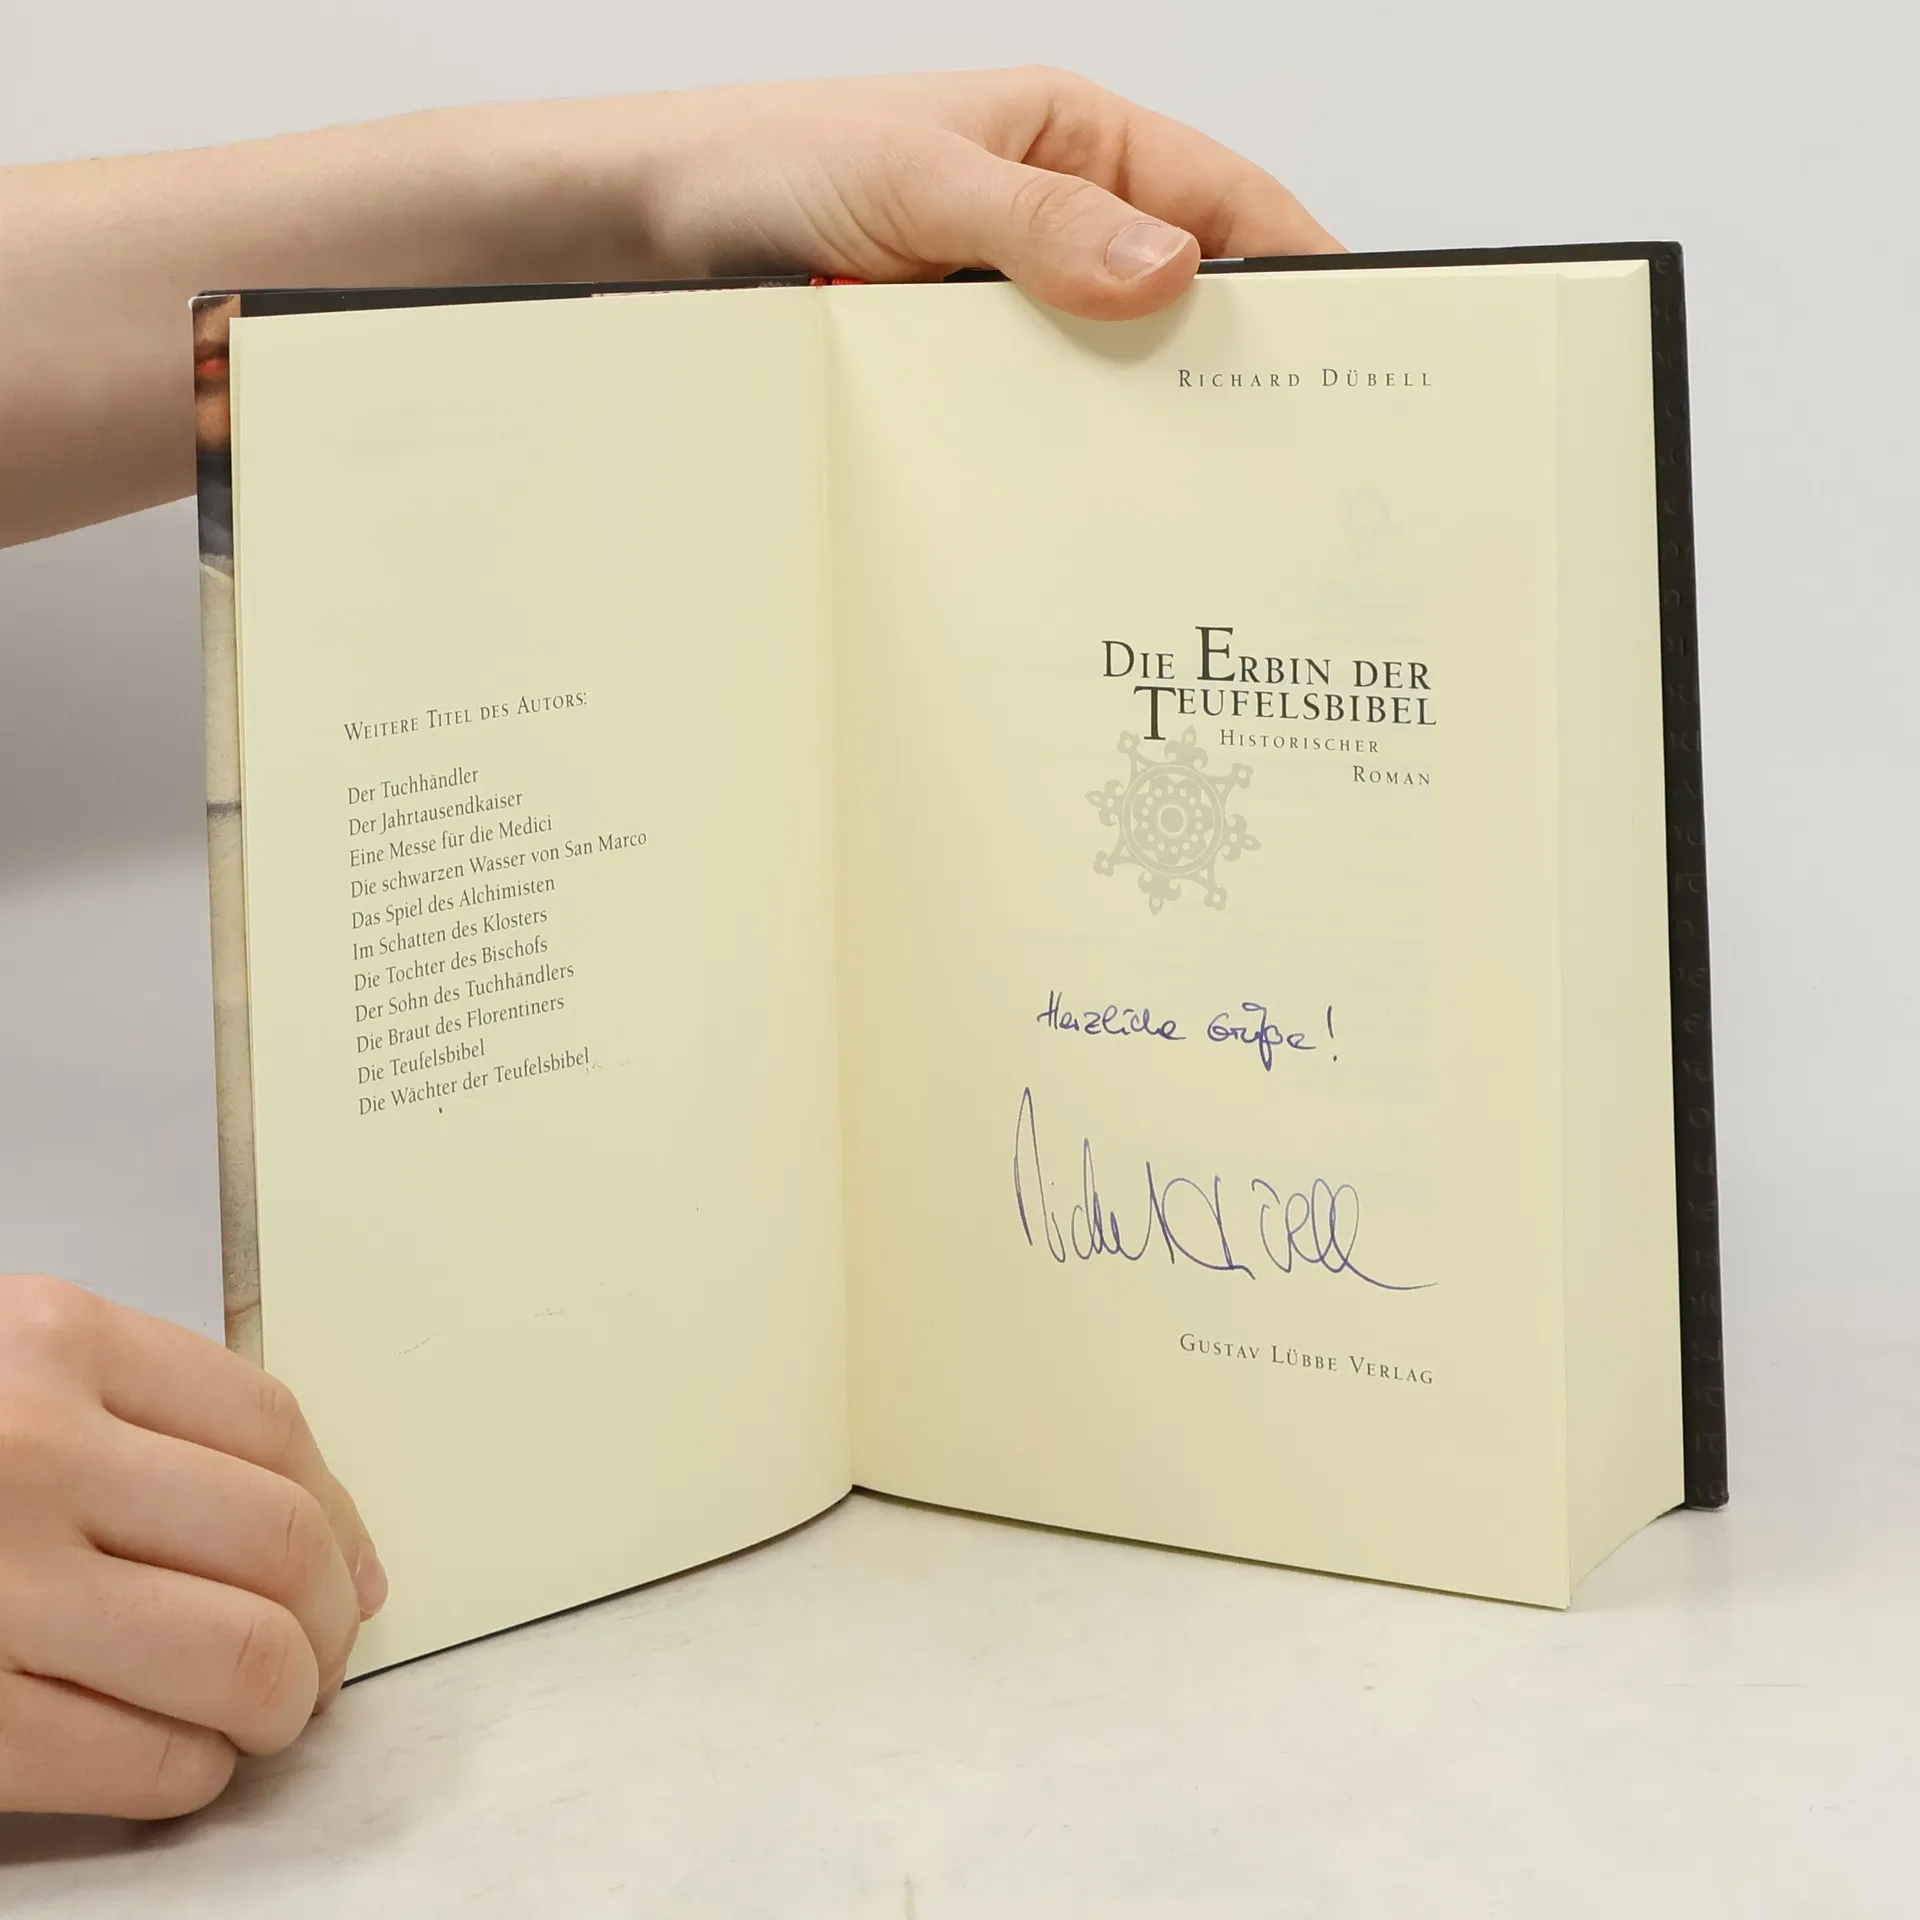 WEITERE TITEL DES AUTORS:
Der Tuchhändler
Der Jahrtausendkaiser
Eine Messe für die Medici
Die schwarzen Wasser von San Marco
Das Spiel des Alchimisten
Im Schatten des Klosters
Die Tochter des Bischofs
Der Sohn des Tuchhändlers
Die Braut des Florentiners
Die Teufelsbibel
Die Wächter der Teufelsbibel
RICHARD DÜBELL
DIE ERBIN DER
TEUFELSBIBEL
HISTORISCHER
ROMAN
Herzliche Grüße!
GUSTAV LÜBBE VERLAG